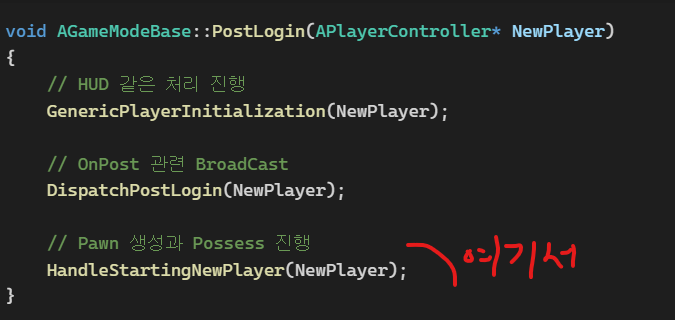 void AGameModeBase::PostLogin(APlayerController* NewPlayer)
{
// HUD 같은 처리 진행
GenericPlayerInitialization(NewPlayer);
// OnPost 관련 BroadCast
DispatchPostLogin(NewPlayer);
// Pawn 생성과 Possess 진행
HandleStartingNewPlayer(NewPlayer);
여기서
}